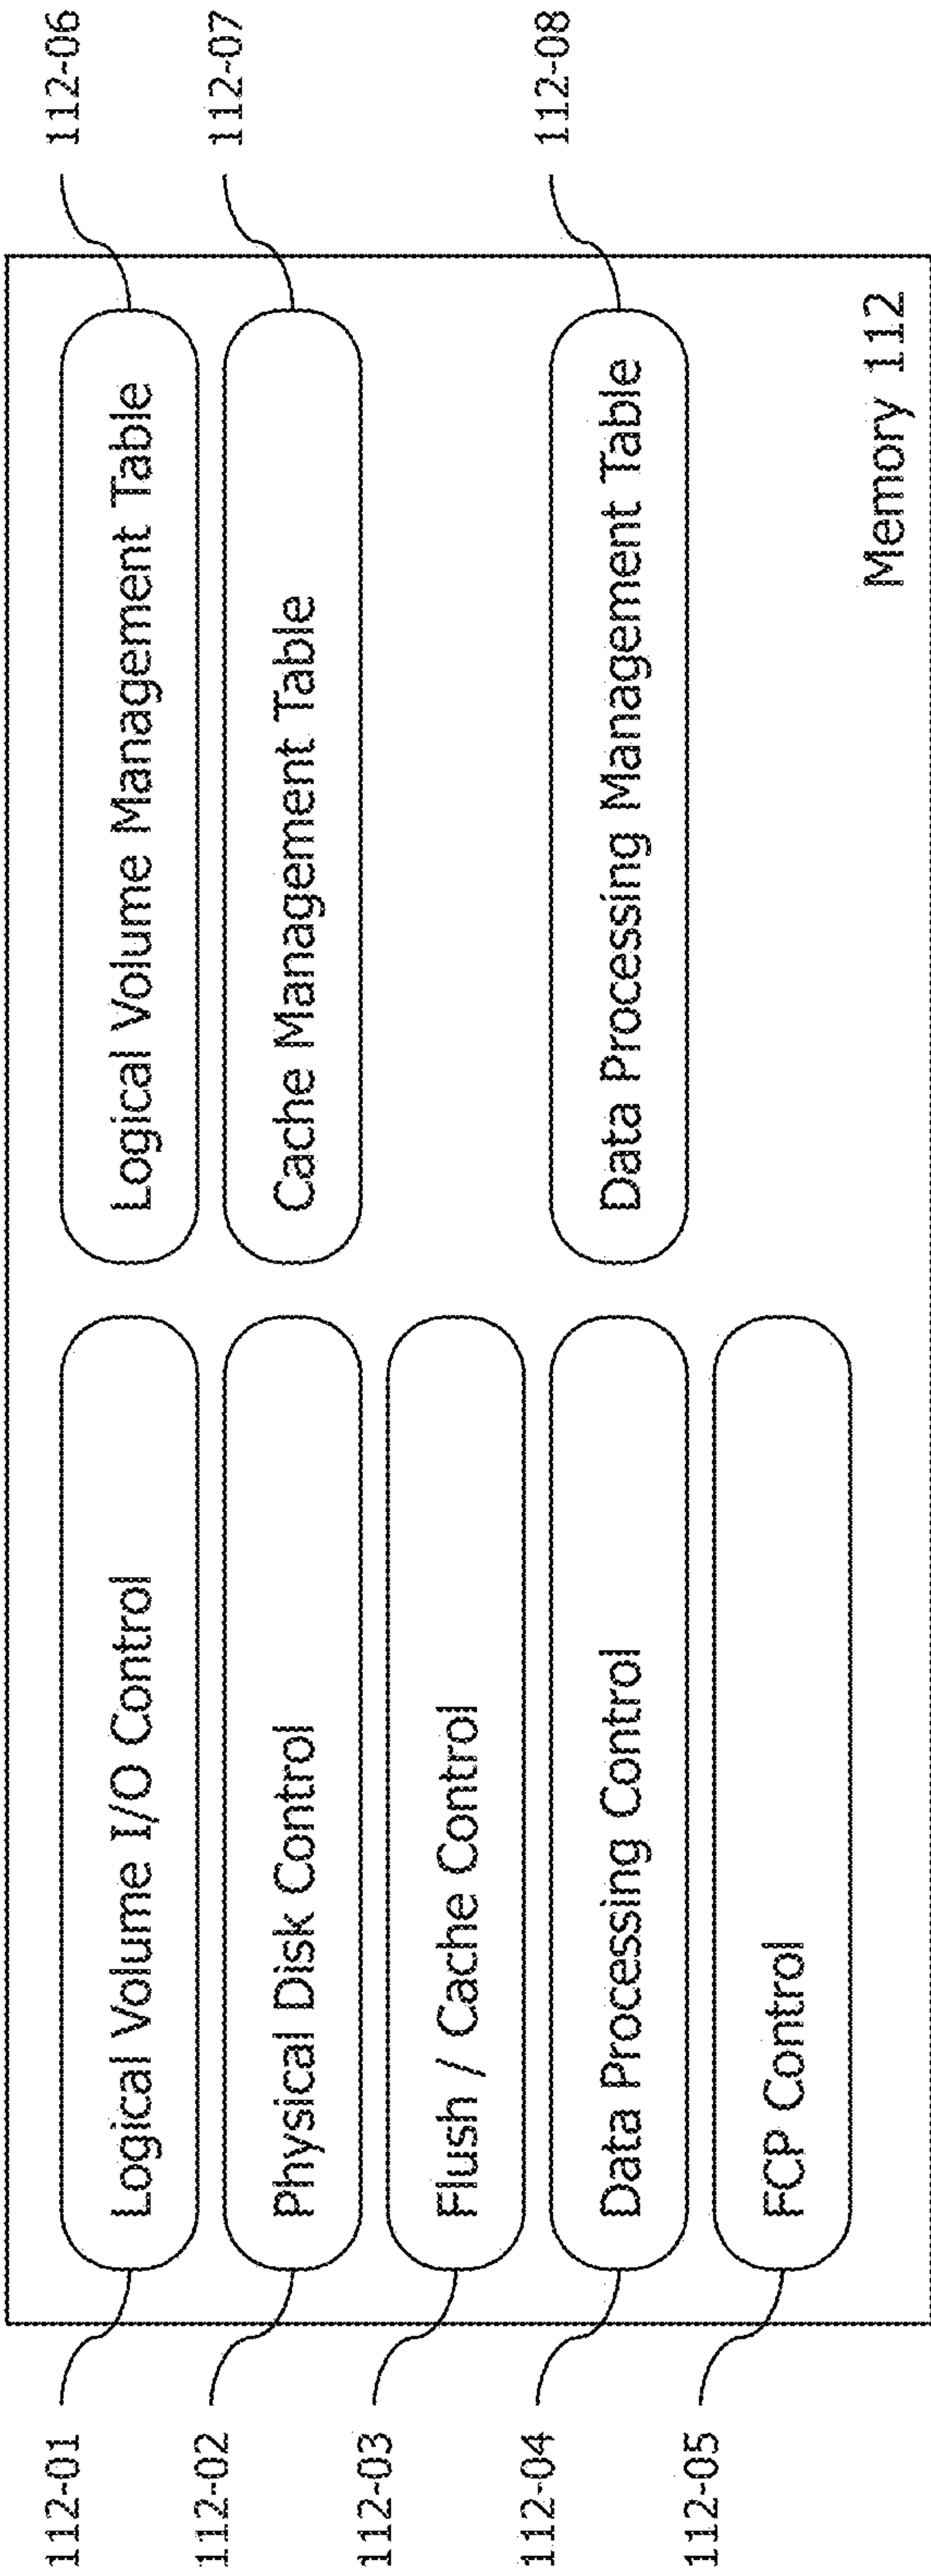 112-01
Logical Volume I/O Control
Logical Volume Management Table
112-06
112-02
Physical Disk Control
Cache Management Table
112-07
112-03
Flush / Cache Control
112-04
Data Processing Control
Data Processing Management Table
112-08
112-05
FCP Control
Memory 112